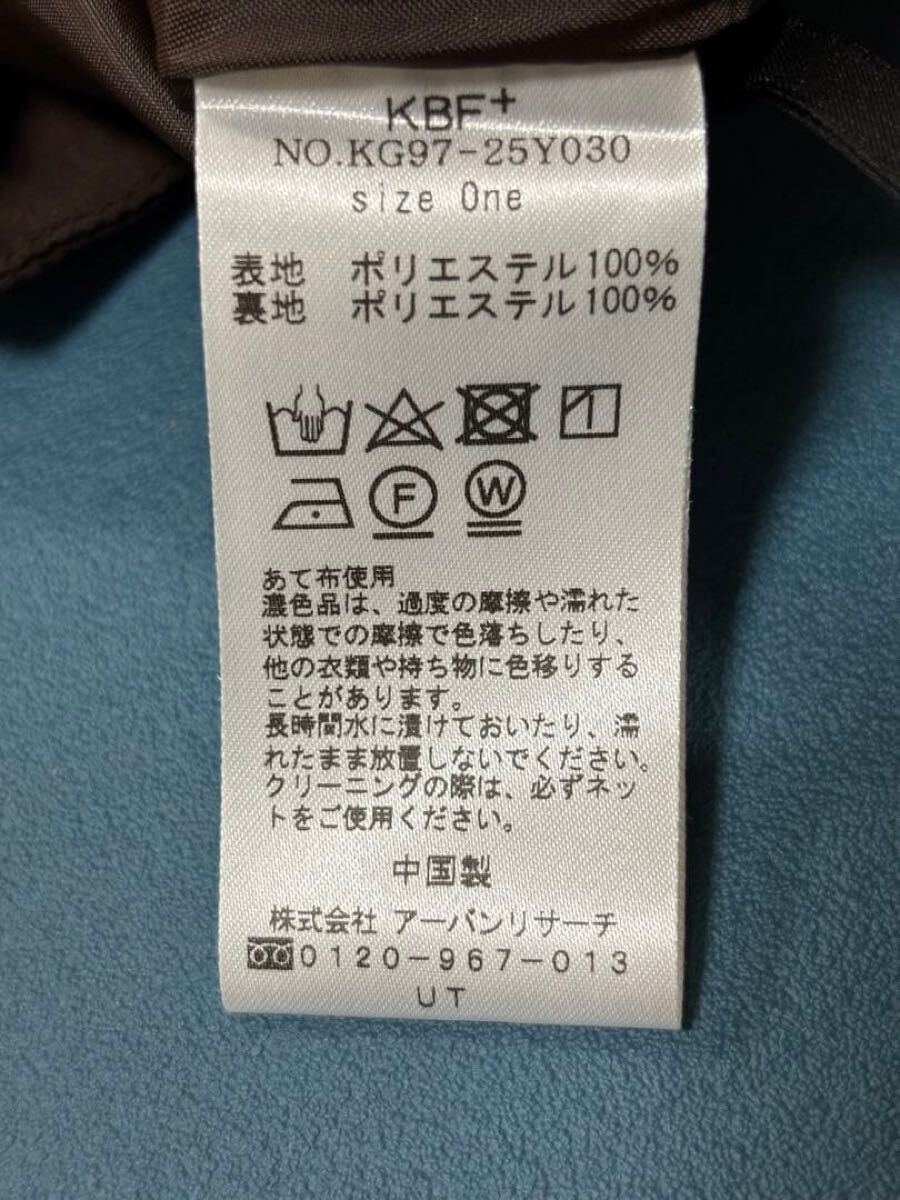 KBF+
NO.KG97-25Y030
size One
表地 ポリエステル100%
裏地 ポリエステル100%
F W
あて布使用
濃色品は、過度の摩擦や濡れた
状態での摩擦で色落ちしたり、
他の衣類や持ち物に色移りする
ことがあります。
長時間水に漬けておいたり、濡
れたまま放置しないでください。
クリーニングの際は、必ずネッ
トをご使用ください。
中国製
株式会社 アーバンリサーチ
0120-967-013
UT